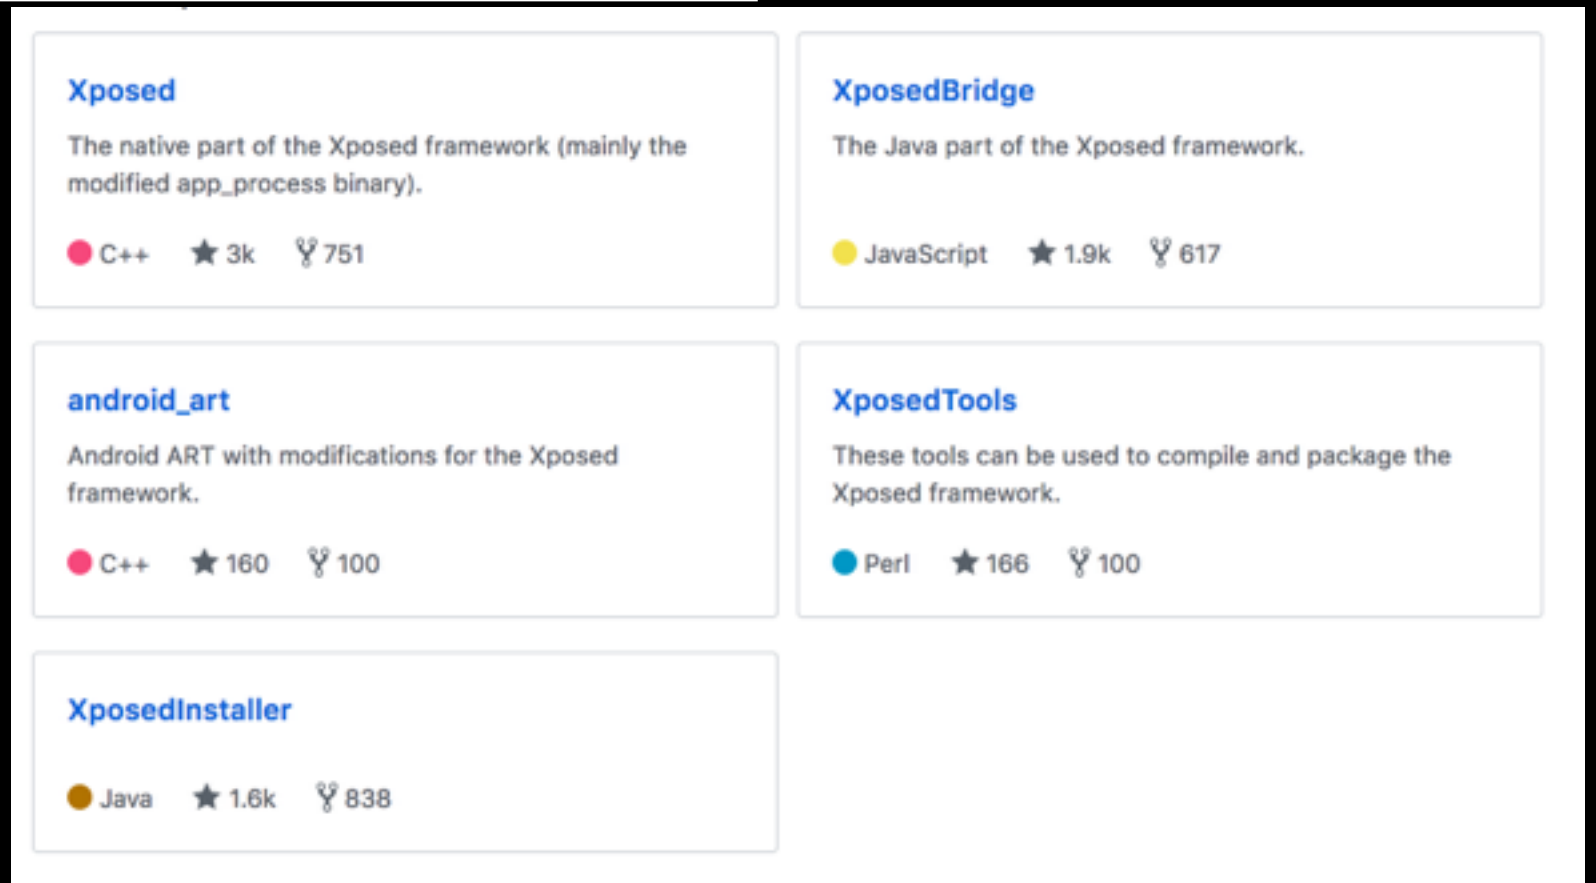 Xposed
The native part of the Xposed framework (mainly the
modified app_process binary).
C++ 3k 751
XposedBridge
The Java part of the Xposed framework.
JavaScript 1.9k 617
android_art
Android ART with modifications for the Xposed
framework.
C++ 160 100
XposedTools
These tools can be used to compile and package the
Xposed framework.
Perl 166 100
XposedInstaller
Java 1.6k 838